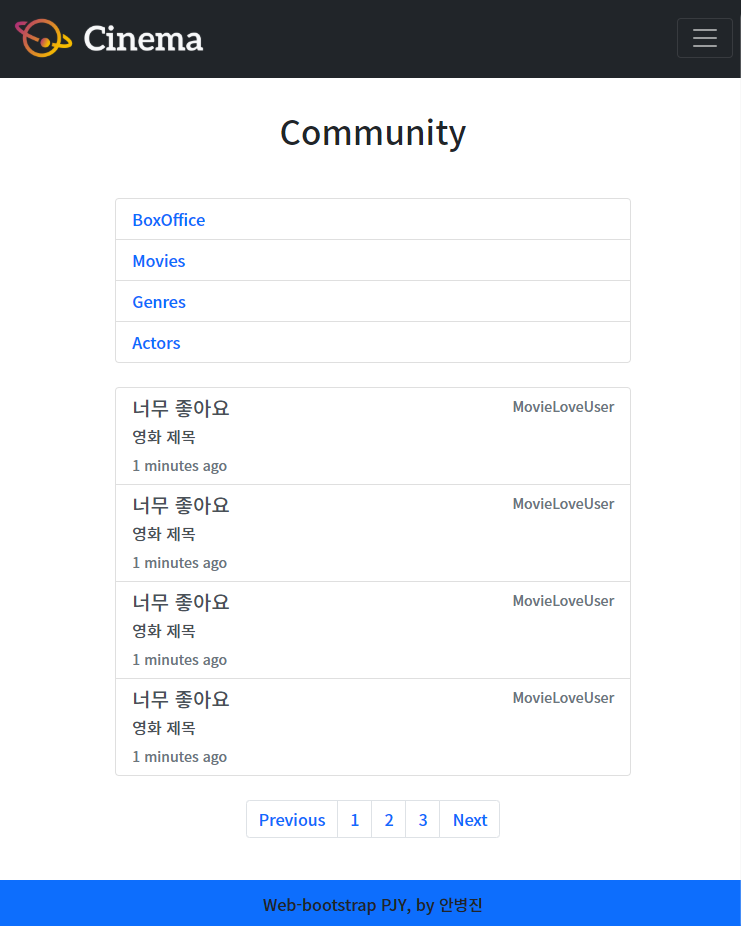 Cinema
Community
BoxOffice
Movies
Genres
Actors
너무 좋아요 MovieLoveUser
영화 제목
1 minutes ago
너무 좋아요 MovieLoveUser
영화 제목
1 minutes ago
너무 좋아요 MovieLoveUser
영화 제목
1 minutes ago
너무 좋아요 MovieLoveUser
영화 제목
1 minutes ago
Previous 1 2 3 Next
Web-bootstrap PJY, by 안병진